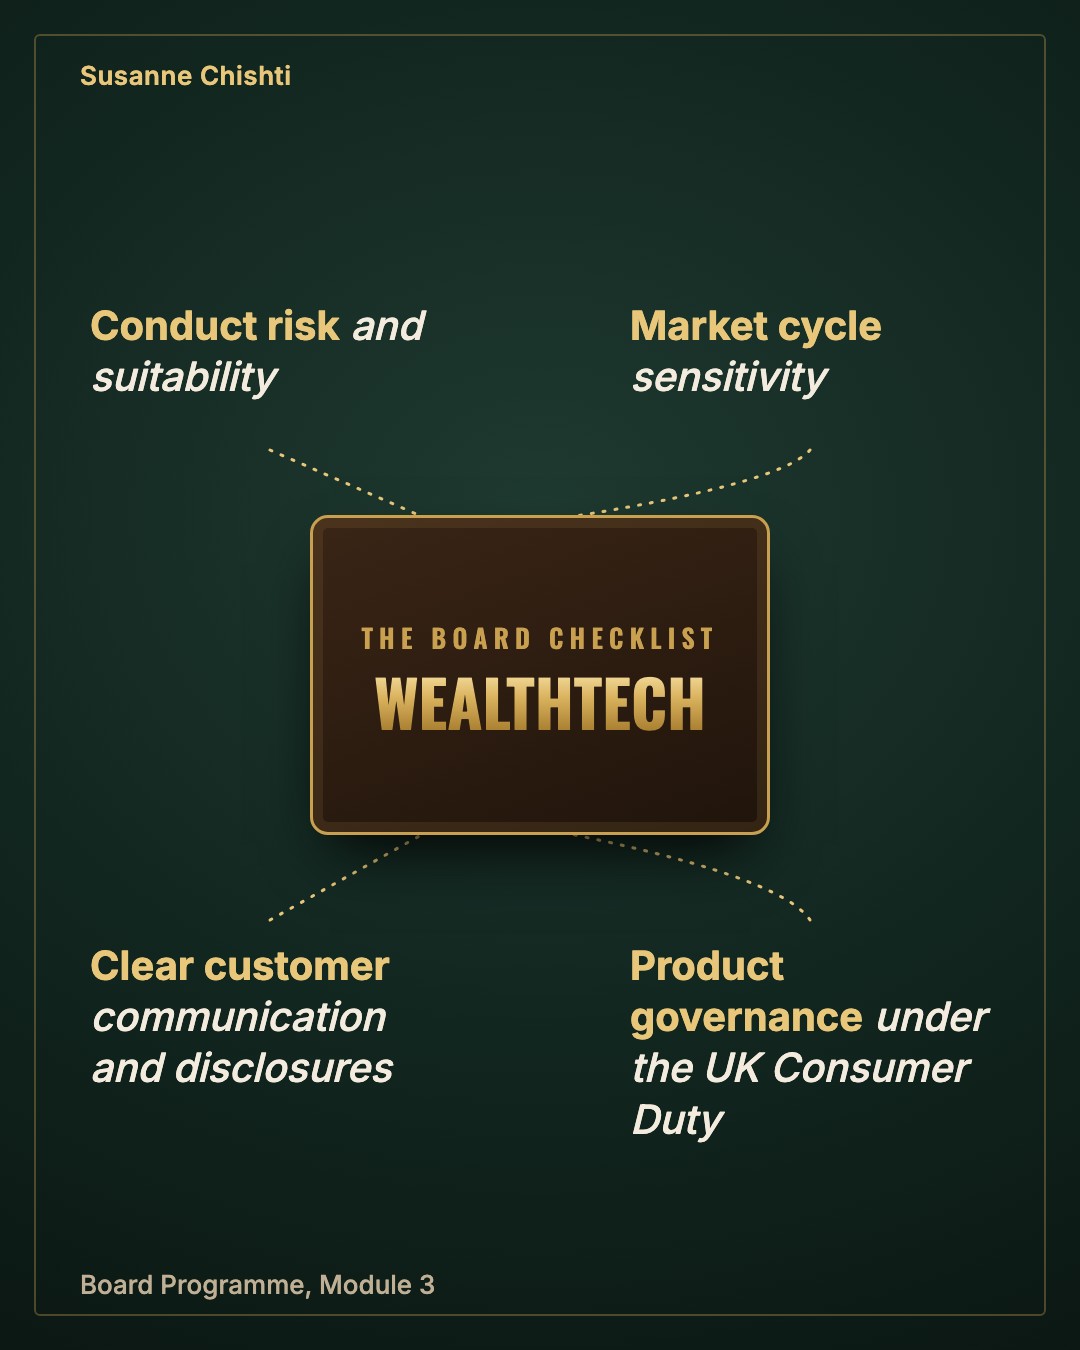 Susanne Chishti
Conduct risk and
suitability
Market cycle
sensitivity
THE BOARD CHECKLIST
WEALTHTECH
Clear customer
communication
and disclosures
Product
governance under
the UK Consumer
Duty
Board Programme, Module 3